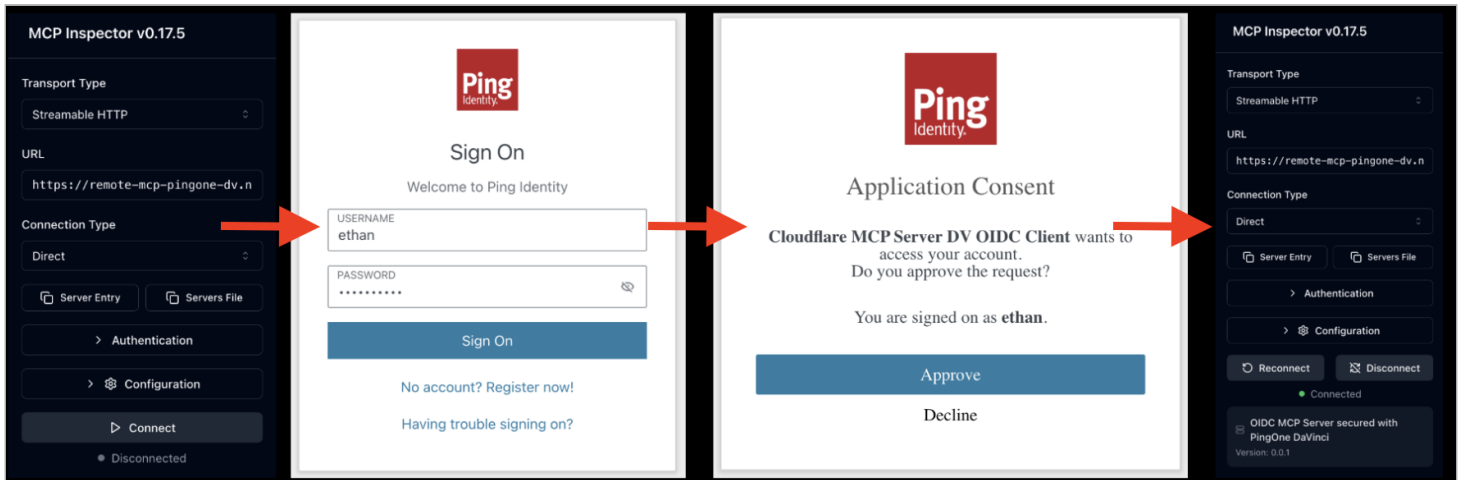 MCP Inspector v0.17.5
Transport Type
Streamable HTTP
URL
https://remote-mcp-pingone-dv.n
Connection Type
Direct
Server Entry
Servers File
Authentication
Configuration
Connect
Disconnected
Ping
Identity.
Sign On
Welcome to Ping Identity
USERNAME
ethan
PASSWORD
••••••••••
Sign On
No account? Register now!
Having trouble signing on?
Ping
Identity.
Application Consent
Cloudflare MCP Server DV OIDC Client wants to
access your account.
Do you approve the request?
You are signed on as ethan.
Approve
Decline
MCP Inspector v0.17.5
Transport Type
Streamable HTTP
URL
https://remote-mcp-pingone-dv.n
Connection Type
Direct
Server Entry
Servers File
Authentication
Configuration
Reconnect
Disconnect
Connected
OIDC MCP Server secured with
PingOne DaVinci
Version: 0.0.1